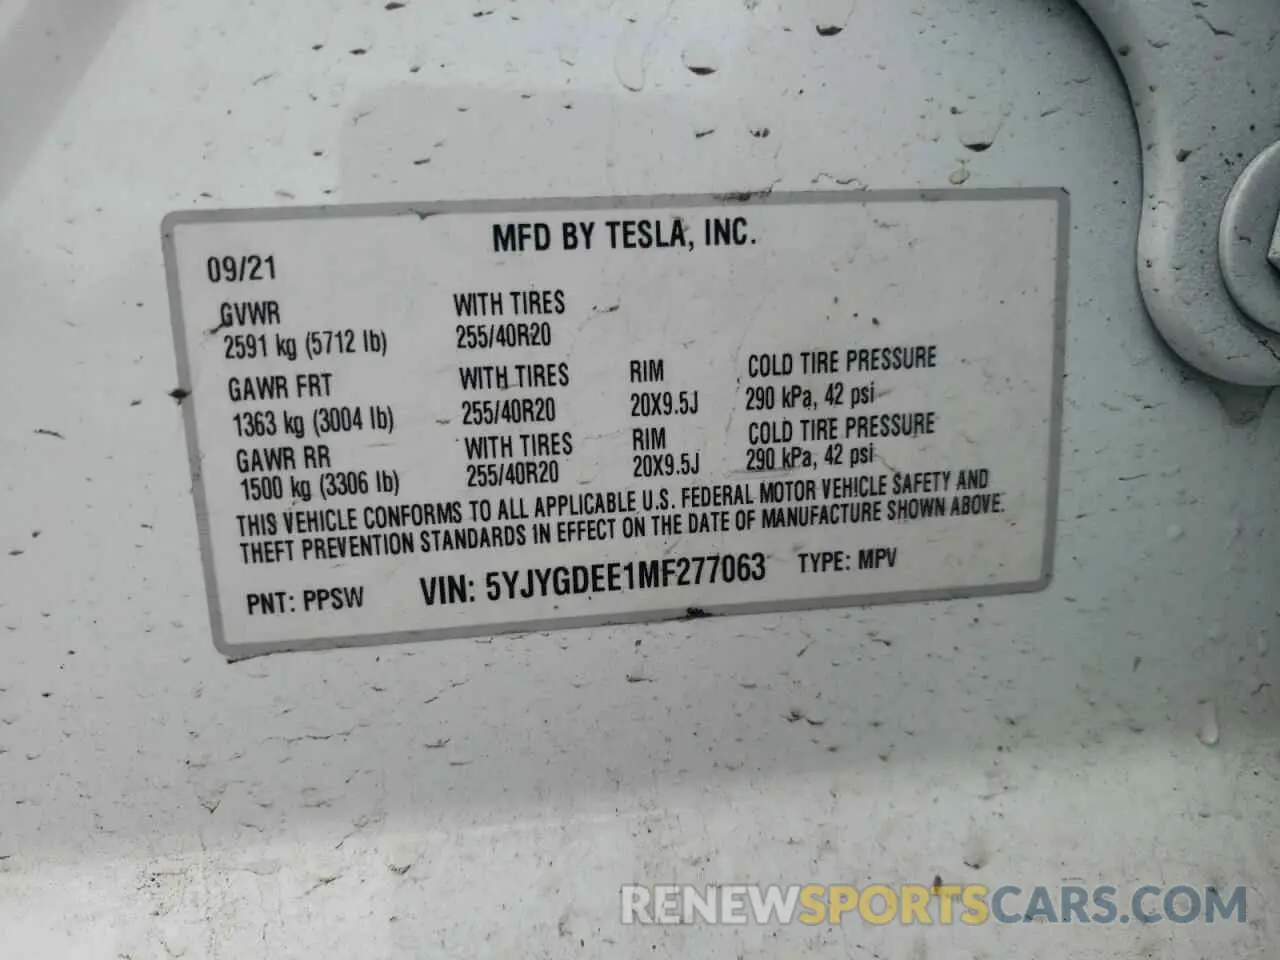 MFD BY TESLA, INC.
09/21
GVWR WITH TIRES
2591 kg (5712 lb) 255/40R20
GAWR FRT WITH TIRES RIM COLD TIRE PRESSURE
1363 kg (3004 lb) 255/40R20 20X9.5J 290 kPa, 42 psi
GAWR RR WITH TIRES RIM COLD TIRE PRESSURE
1500 kg (3306 lb) 255/40R20 20X9.5J 290 kPa, 42 psi
THIS VEHICLE CONFORMS TO ALL APPLICABLE U.S. FEDERAL MOTOR VEHICLE SAFETY AND
THEFT PREVENTION STANDARDS IN EFFECT ON THE DATE OF MANUFACTURE SHOWN ABOVE.
PNT: PPSW VIN: 5YJYGDEE1MF277063 TYPE: MPV
RENEWSPORTSCARS.COM